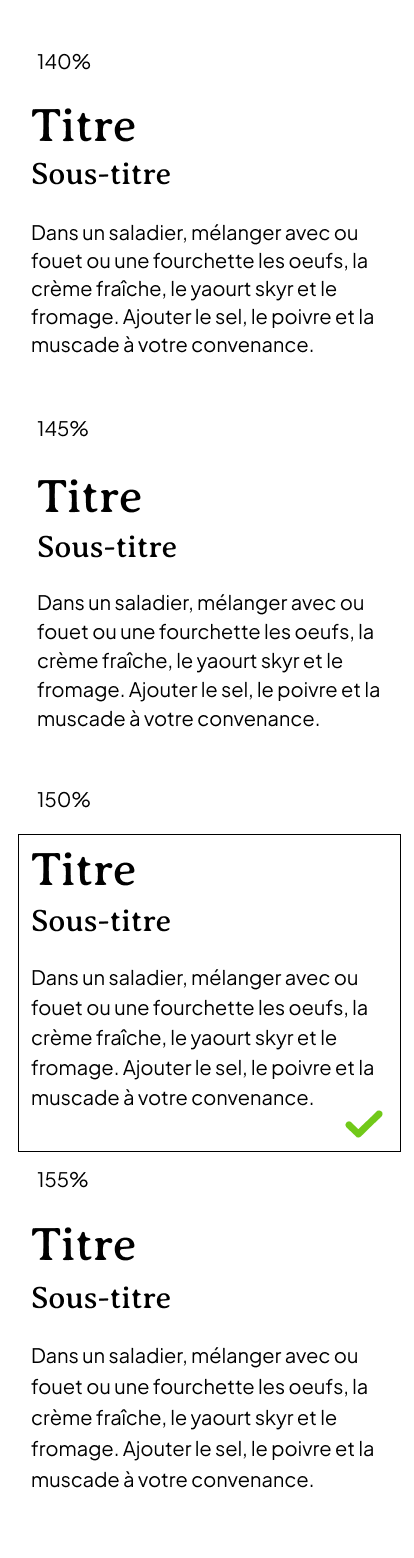 140%
Titre
Sous-titre
Dans un saladier, mélanger avec ou
fouet ou une fourchette les oeufs, la
crème fraîche, le yaourt skyr et le
fromage. Ajouter le sel, le poivre et la
muscade à votre convenance.
145%
Titre
Sous-titre
Dans un saladier, mélanger avec ou
fouet ou une fourchette les oeufs, la
crème fraîche, le yaourt skyr et le
fromage. Ajouter le sel, le poivre et la
muscade à votre convenance.
150%
Titre
Sous-titre
Dans un saladier, mélanger avec ou
fouet ou une fourchette les oeufs, la
crème fraîche, le yaourt skyr et le
fromage. Ajouter le sel, le poivre et la
muscade à votre convenance.
155%
Titre
Sous-titre
Dans un saladier, mélanger avec ou
fouet ou une fourchette les oeufs, la
crème fraîche, le yaourt skyr et le
fromage. Ajouter le sel, le poivre et la
muscade à votre convenance.